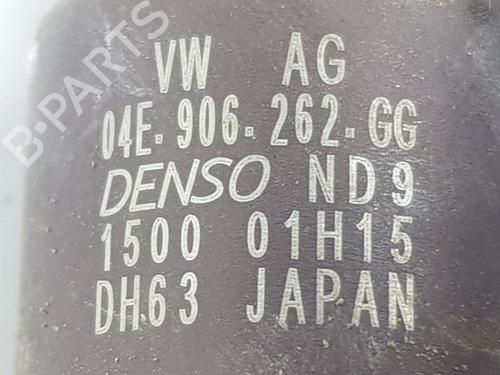 VW AG
04E.906.262.GG
DENSO ND9
1500 01H15
DH63 JAPAN
B-PARTS